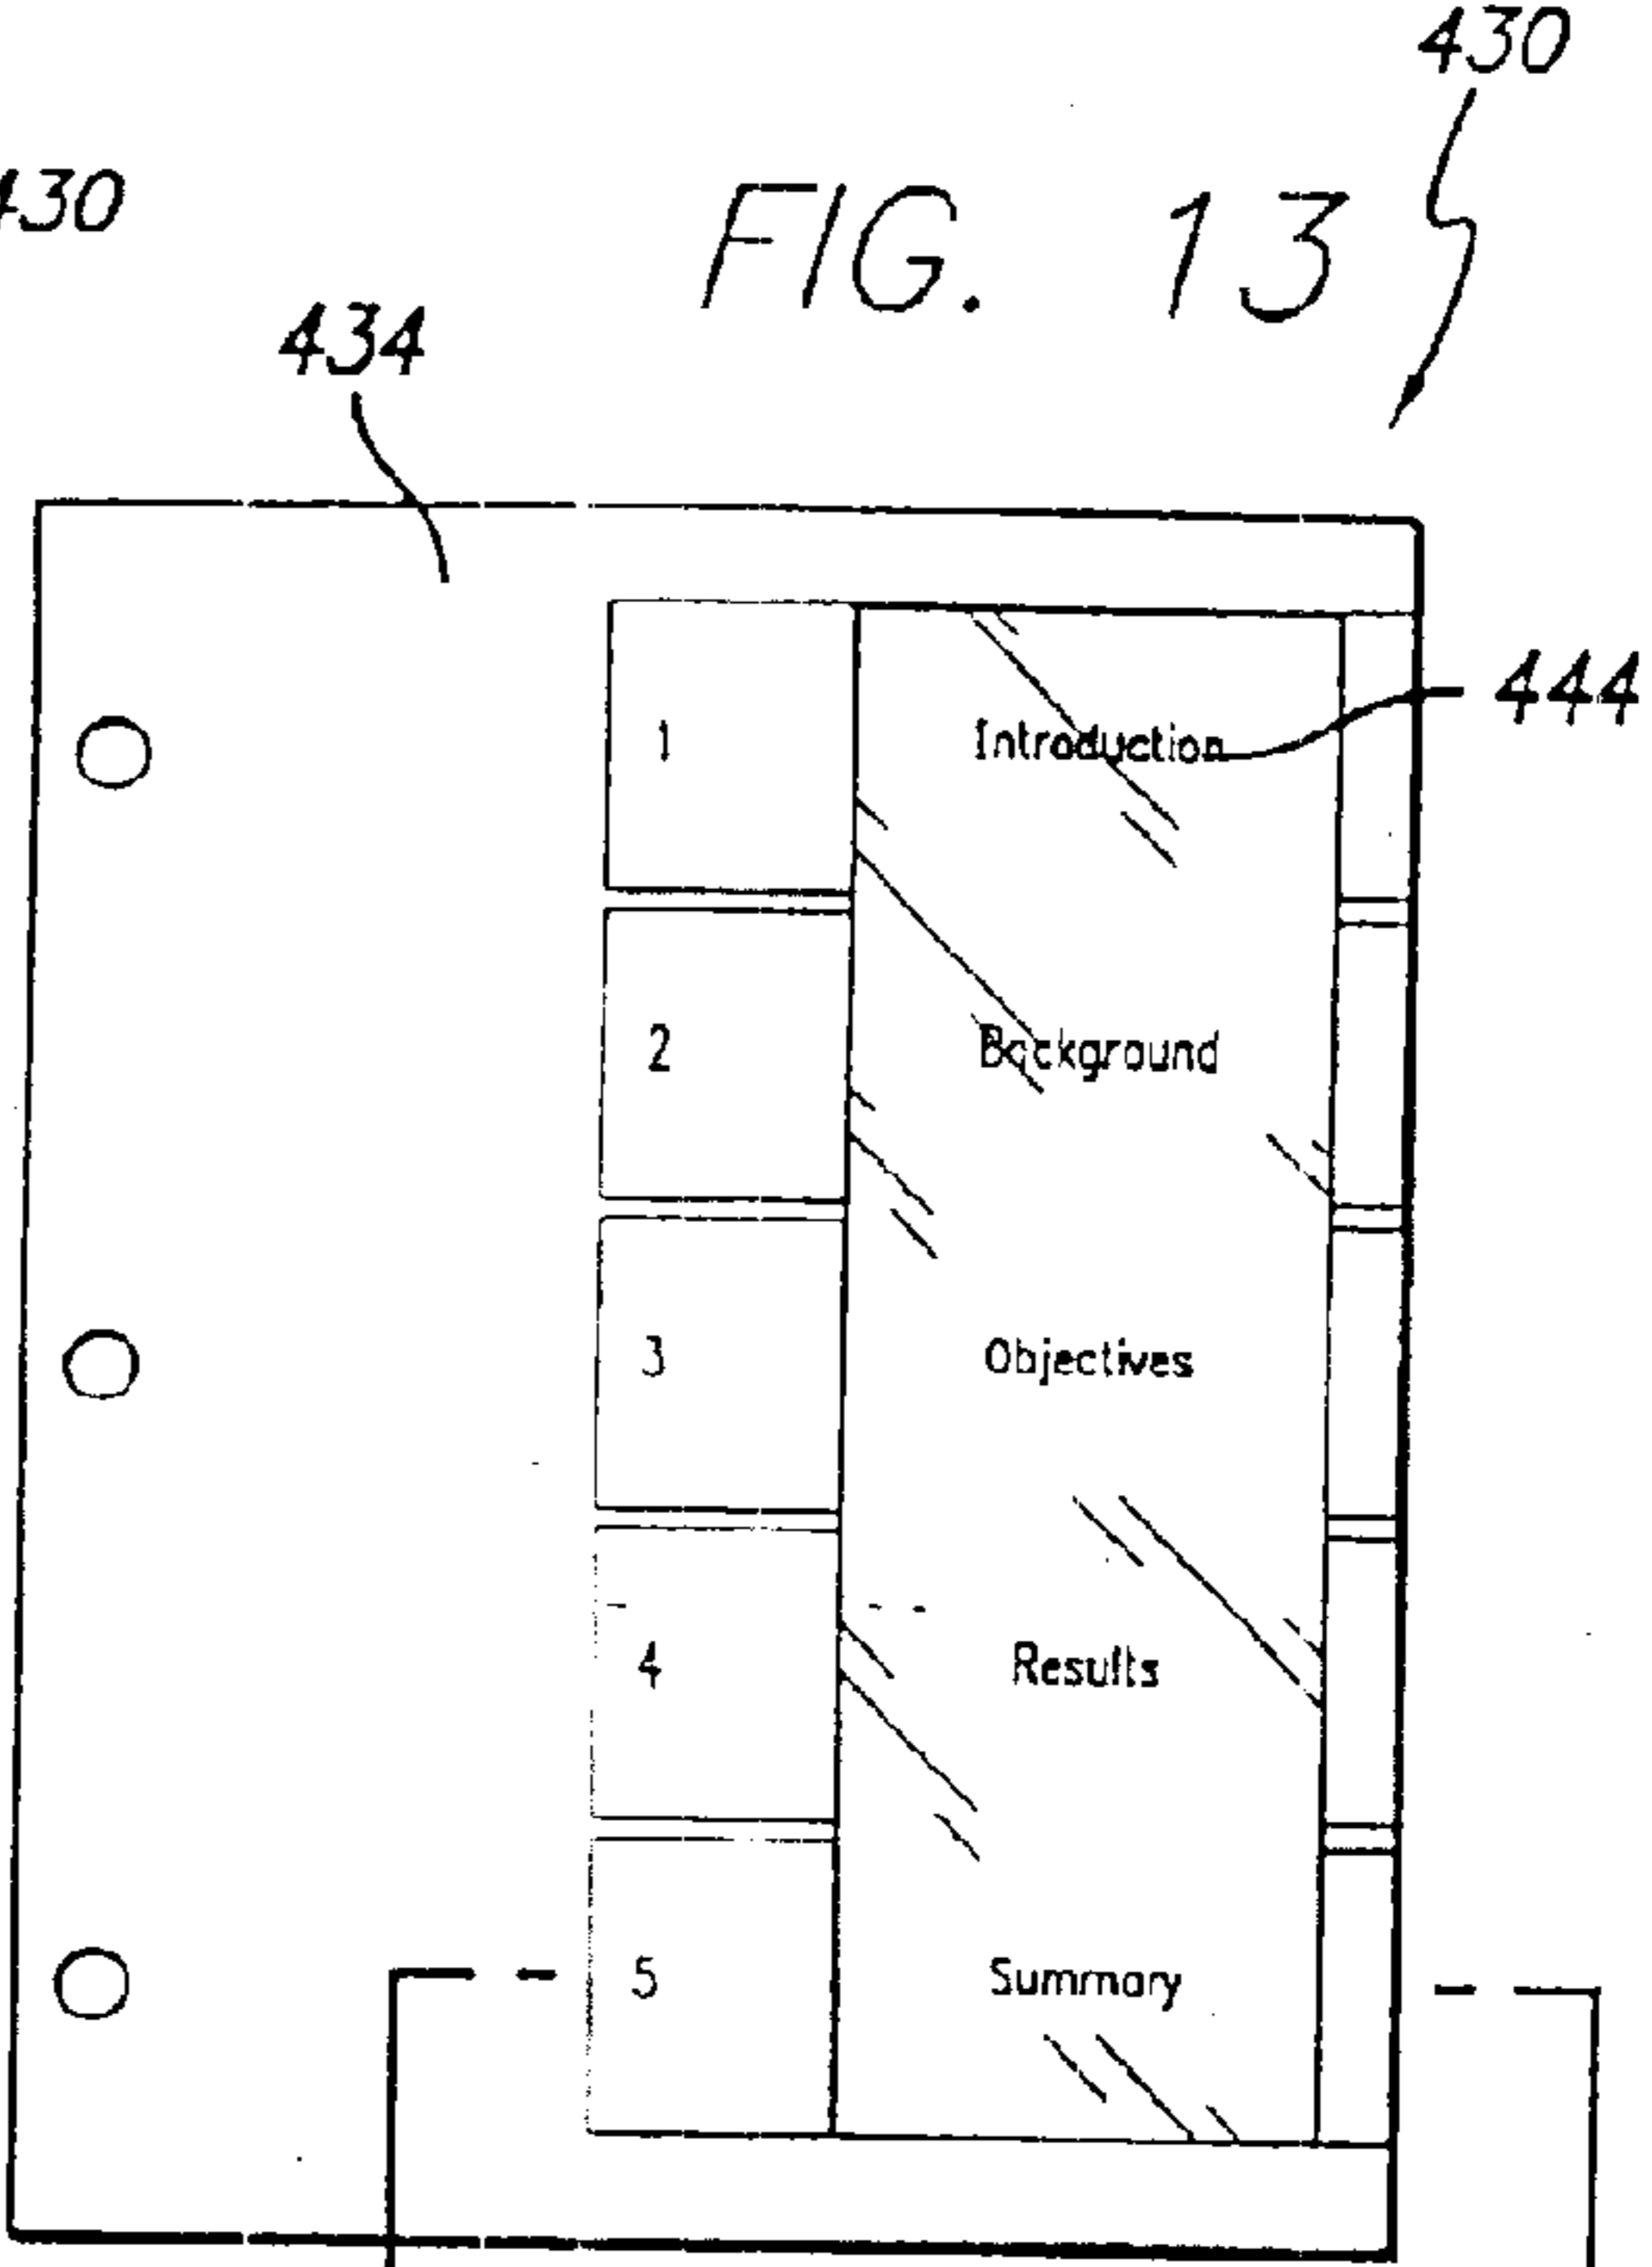 430
430
FIG. 13
434
444
1 Introduction
2 Background
3 Objectives
4 Results
5 Summary